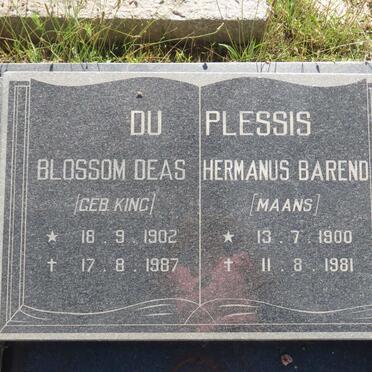 DU PLESSIS
BLOSSOM DEAS
[GEB. KING]
★ 18 . 9 . 1902
† 17 . 8 . 1987
HERMANUS BAREND
[MAANS]
★ 13 . 7 . 1900
† 11 . 8 . 1981